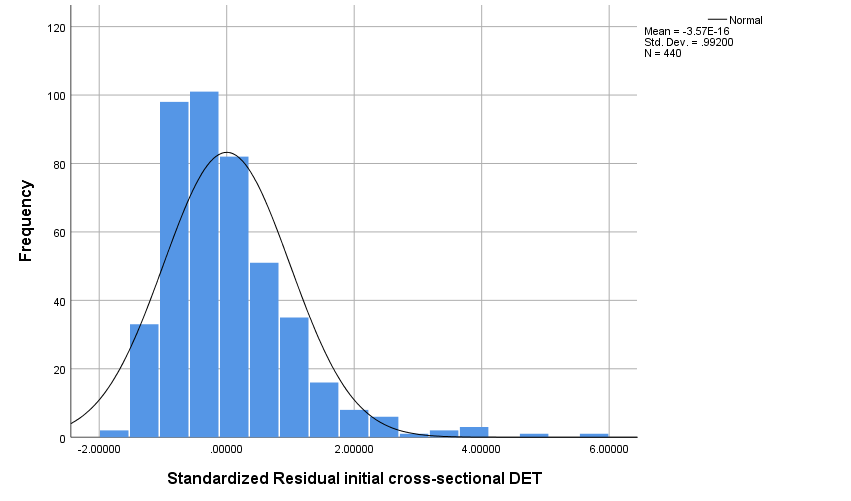 Normal
Mean = -3.57E-16
Std. Dev. = .99200
N = 440
120
100
80
60
40
20
0
Frequency
-2.00000 .00000 2.00000 4.00000 6.00000
Standardized Residual initial cross-sectional DET